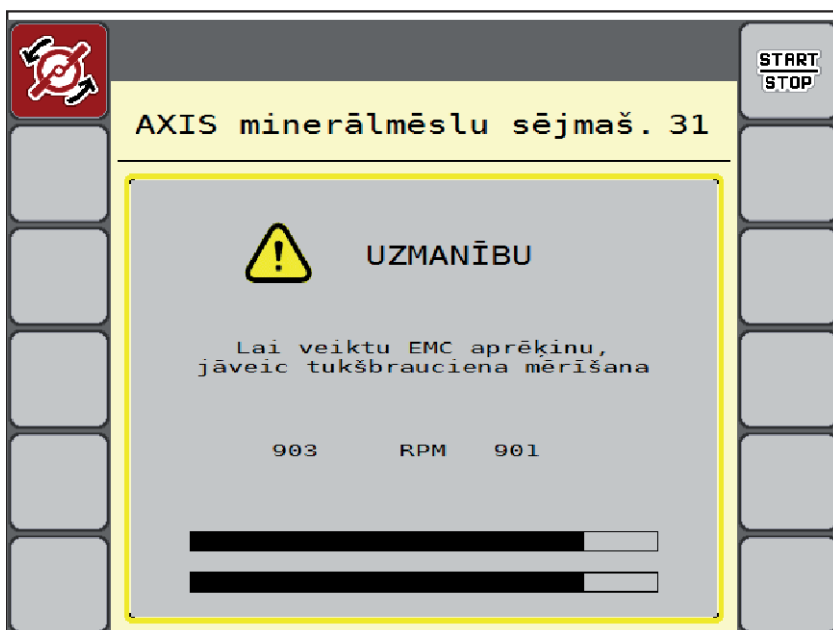 START
STOP
AXIS minerālmēslu sējmaš. 31
UZMANĪBU
Lai veiktu EMC aprēķinu,
jāveic tukšbrauciena mērīšana
903 RPM 901